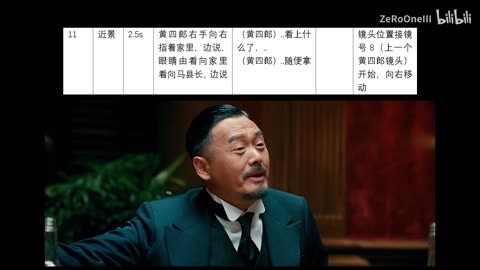 ZeRoOneIII bilibili
11 近景 2.5s
黄四郎右手向右
指着家里，边说，
眼睛由看向家里
看向马县长，边说
（黄四郎）..看上什
么了，..
（黄四郎）..随便拿
镜头位置接镜
号 8（上一个
黄四郎镜头）
开始，向右移
动